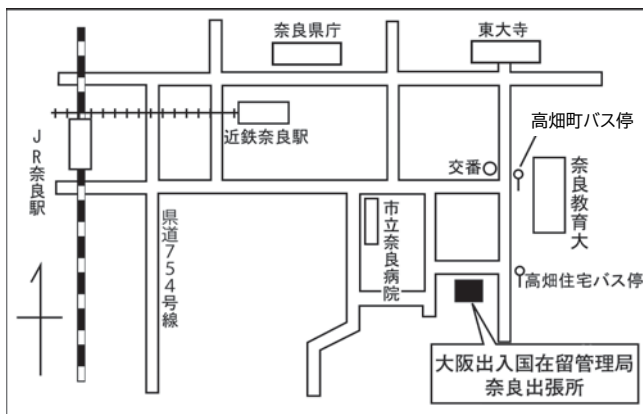 奈良県庁
東大寺
高畑町バス停
近鉄奈良駅
JR奈良駅
交番
奈良教育大
市立奈良病院
県道754号線
高畑住宅バス停
大阪出入国在留管理局
奈良出張所